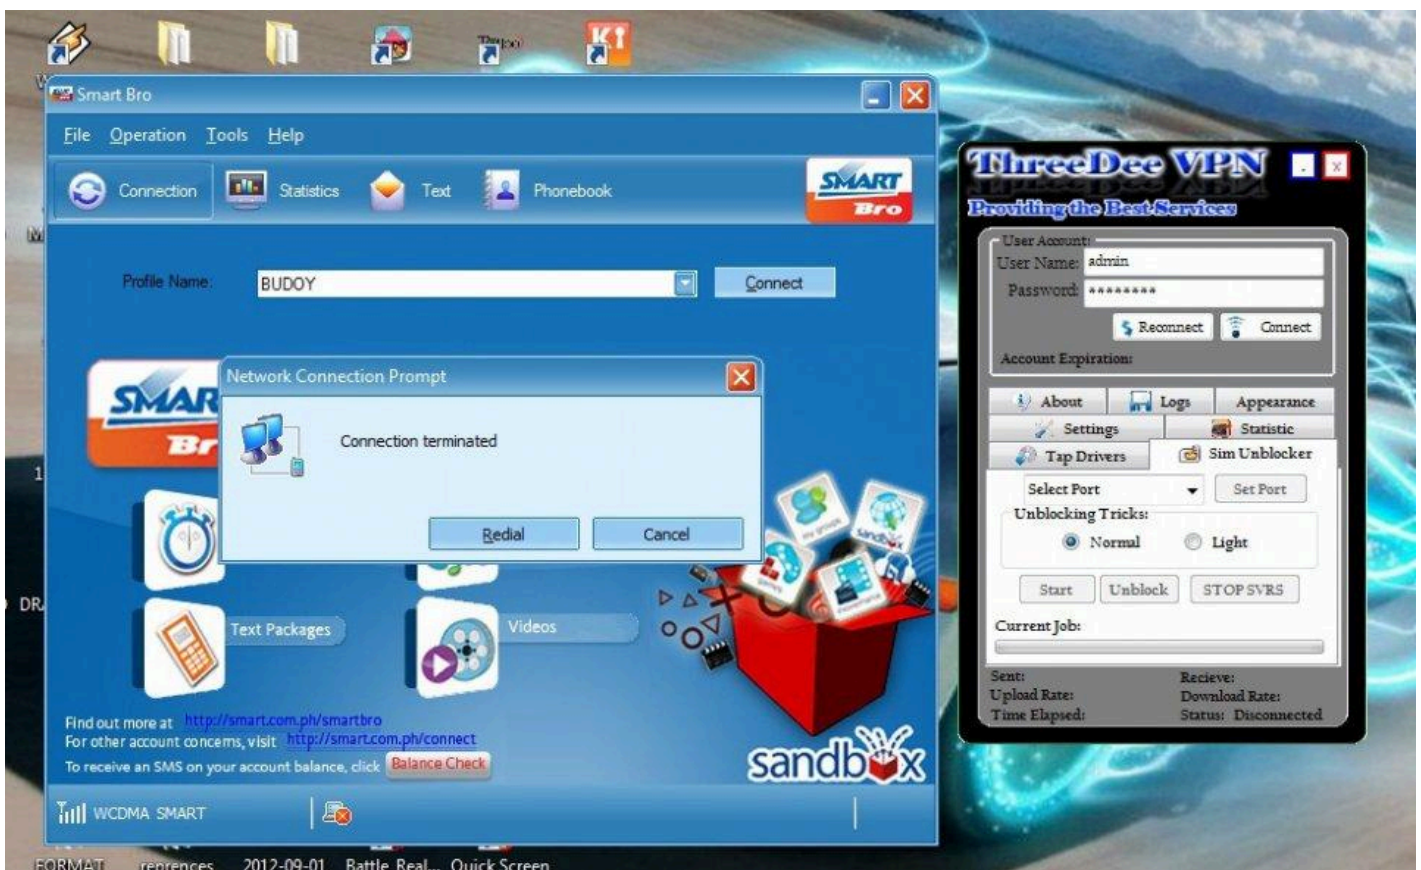 Smart Bro
File Operation Tools Help
Connection Statistics Text Phonebook
SMART
Bro
Profile Name: BUDOY Connect
SMAR
Br
Network Connection Prompt
Connection terminated
Redial Cancel
my groups
sandbox
games
Text Packages
Videos
Find out more at http://smart.com.ph/smartbro
For other account concerns, visit http://smart.com.ph/connect
To receive an SMS on your account balance, click Balance Check
sandbox
WCDMA SMART
ThreeDee VPN
Providing the Best Services
User Account:
User Name: admin
Password: ********
Reconnect Connect
Account Expiration:
About Logs Appearance
Settings Statistic
Tap Drivers Sim Unblocker
Select Port Set Port
Unblocking Tricks:
Normal Light
Start Unblock STOP SVRS
Current Job:
Sent: Recieve:
Upload Rate: Download Rate:
Time Elapsed: Status: Disconnected
FORMAT 2012-09-01 Battle Real... Quick Screen